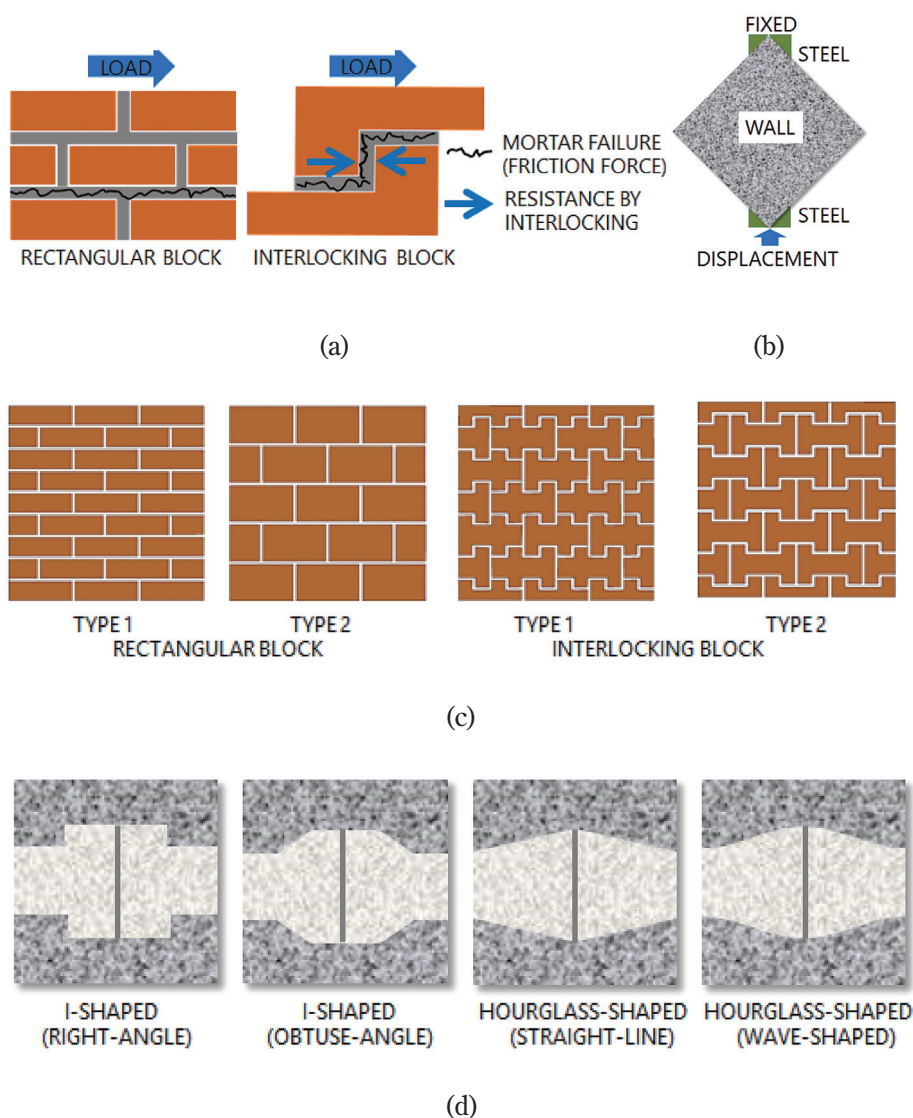 LOAD
LOAD
MORTAR FAILURE
(FRICTION FORCE)
RESISTANCE BY
INTERLOCKING
RECTANGULAR BLOCK
INTERLOCKING BLOCK
(a)
FIXED
STEEL
WALL
STEEL
DISPLACEMENT
(b)
TYPE 1
TYPE 2
RECTANGULAR BLOCK
TYPE 1
TYPE 2
INTERLOCKING BLOCK
(c)
I-SHAPED
(RIGHT-ANGLE)
I-SHAPED
(OBTUSE-ANGLE)
HOURGLASS-SHAPED
(STRAIGHT-LINE)
HOURGLASS-SHAPED
(WAVE-SHAPED)
(d)